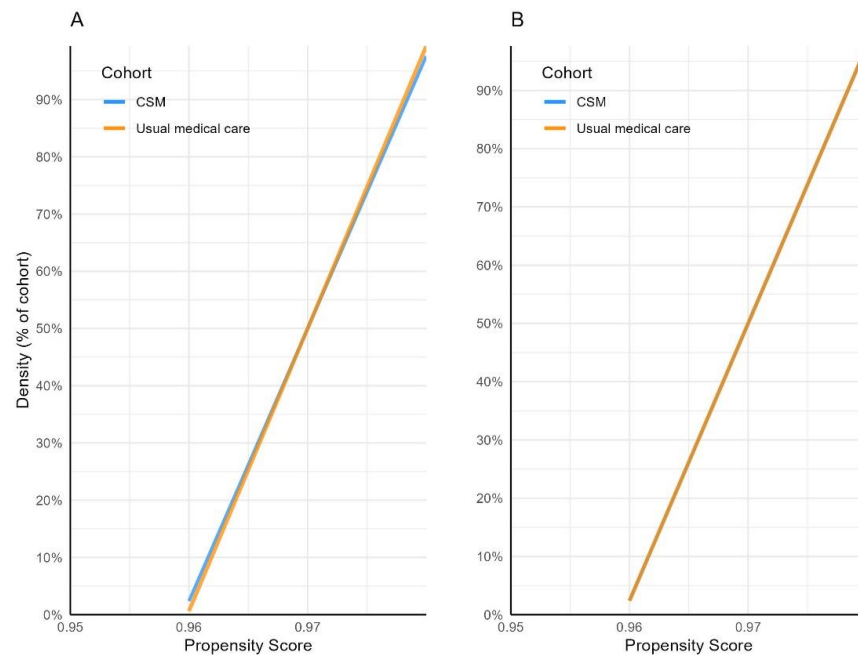 A
Cohort
CSM
Usual medical care
90%
80%
70%
60%
50%
40%
30%
20%
10%
0%
Density (% of cohort)
0.95
0.96
0.97
Propensity Score
B
Cohort
CSM
Usual medical care
90%
80%
70%
60%
50%
40%
30%
20%
10%
0%
0.95
0.96
0.97
Propensity Score